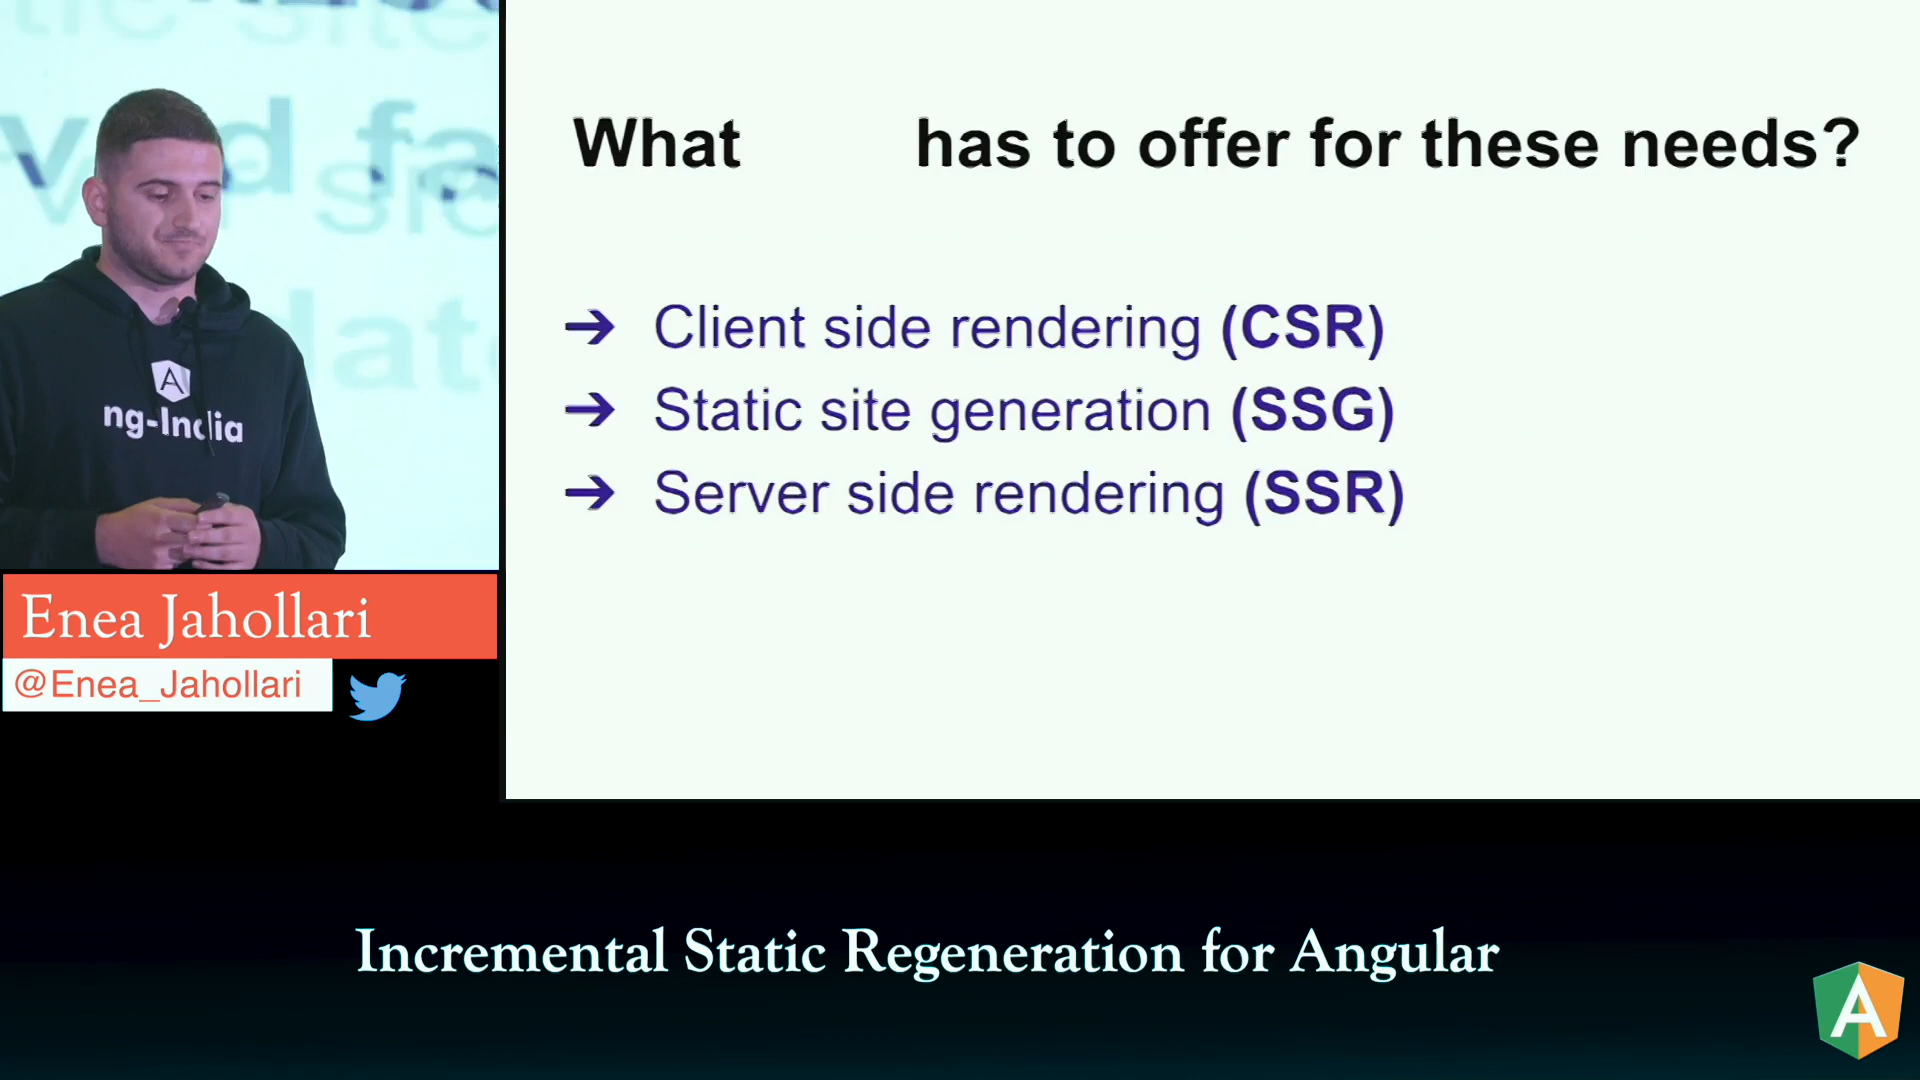 What has to offer for these needs?
➔ Client side rendering (CSR)
➔ Static site generation (SSG)
➔ Server side rendering (SSR)
A
ng-India
Enea Jahollari
@Enea_Jahollari
Incremental Static Regeneration for Angular
A